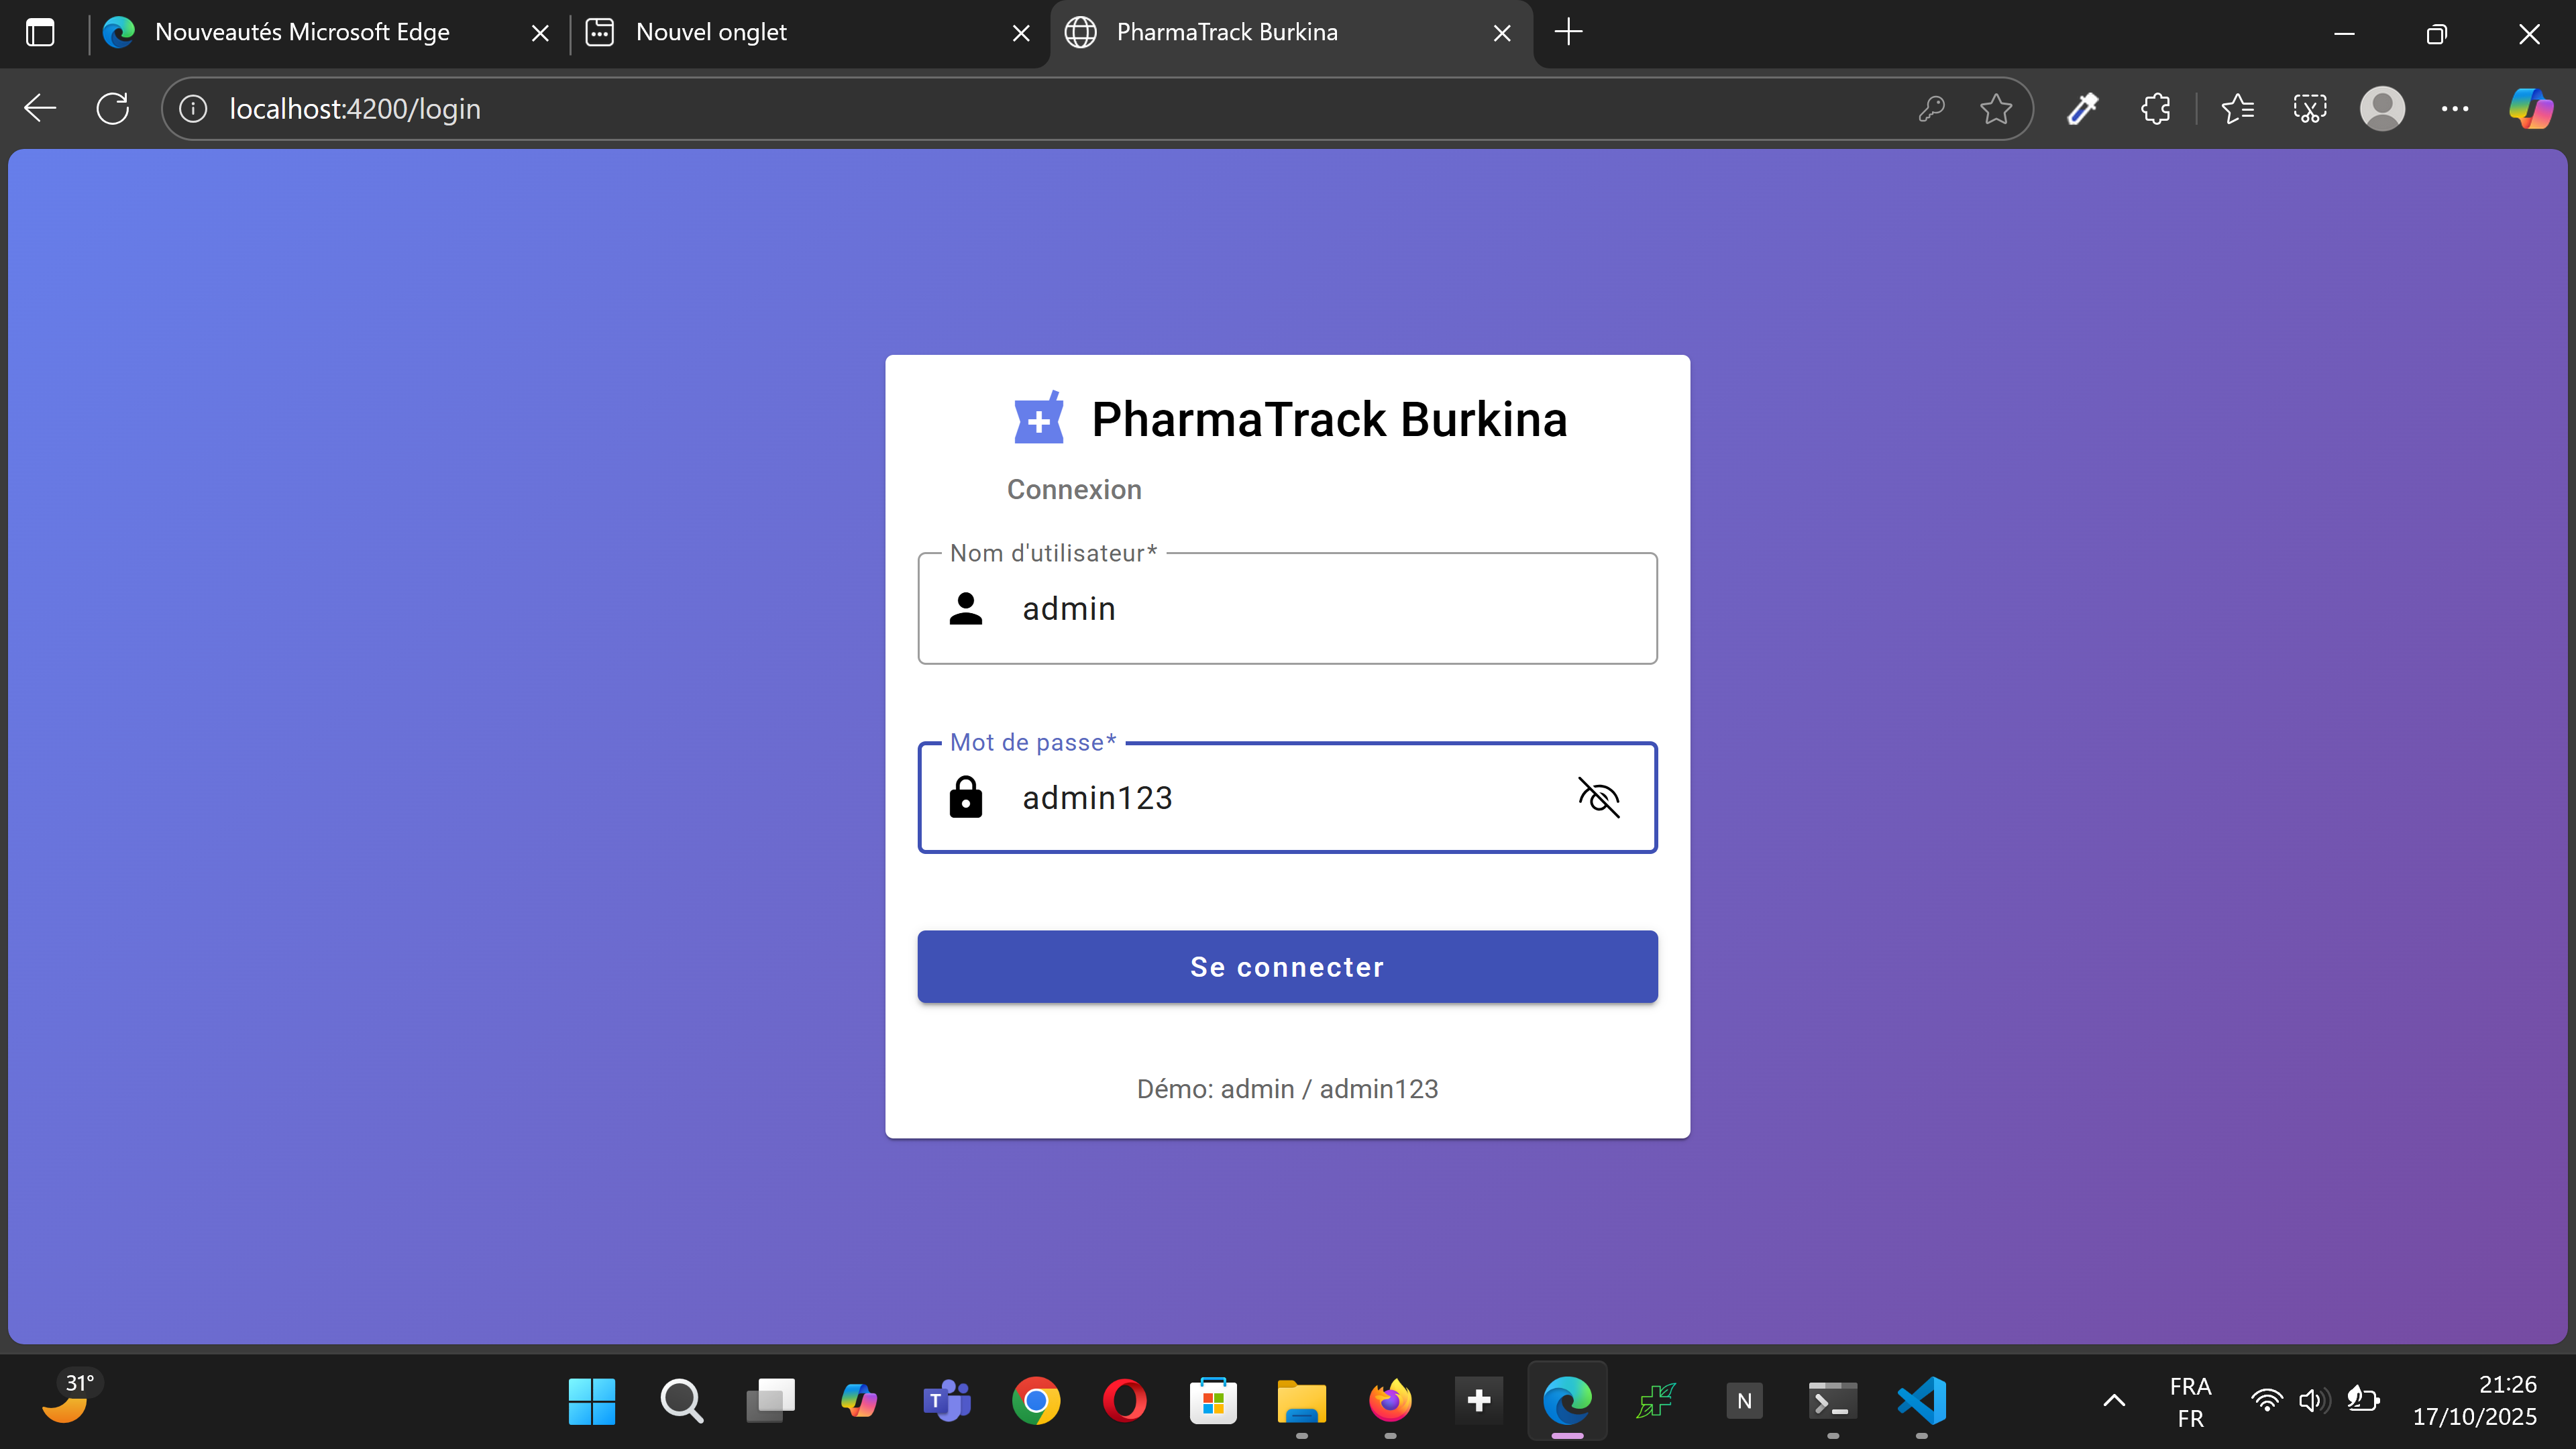 Nouveautés Microsoft Edge
Nouvel onglet
PharmaTrack Burkina
localhost:4200/login
PharmaTrack Burkina
Connexion
Nom d'utilisateur*
admin
Mot de passe*
admin123
Se connecter
Démo: admin / admin123
31°
T
N
FRA
FR
21:26
17/10/2025